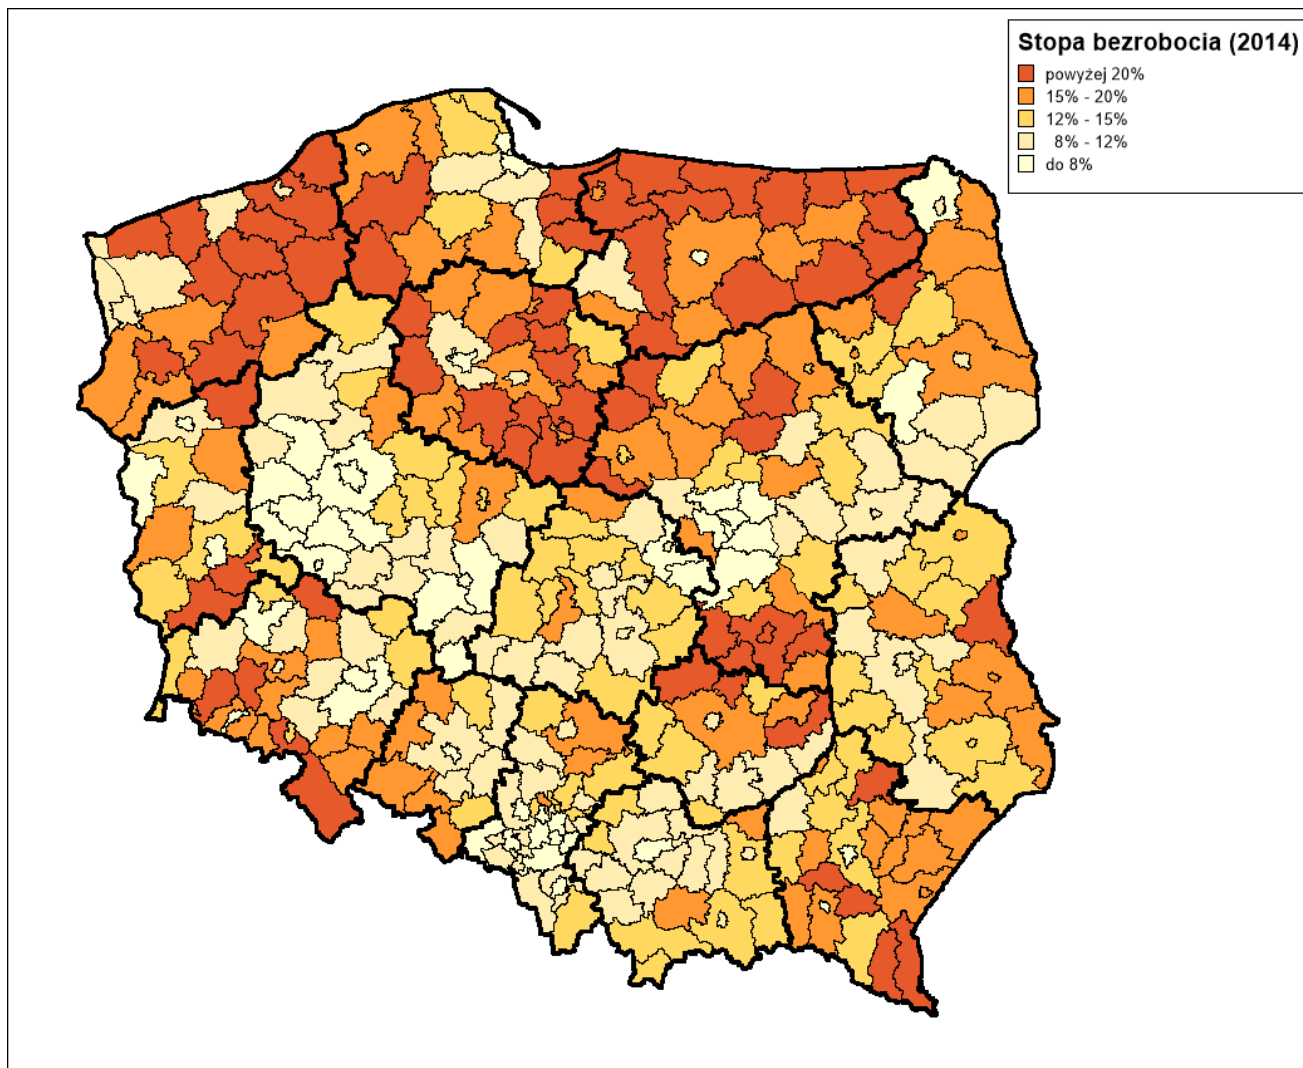 Stopa bezrobocia (2014)
powyżej 20%
15% - 20%
12% - 15%
8% - 12%
do 8%